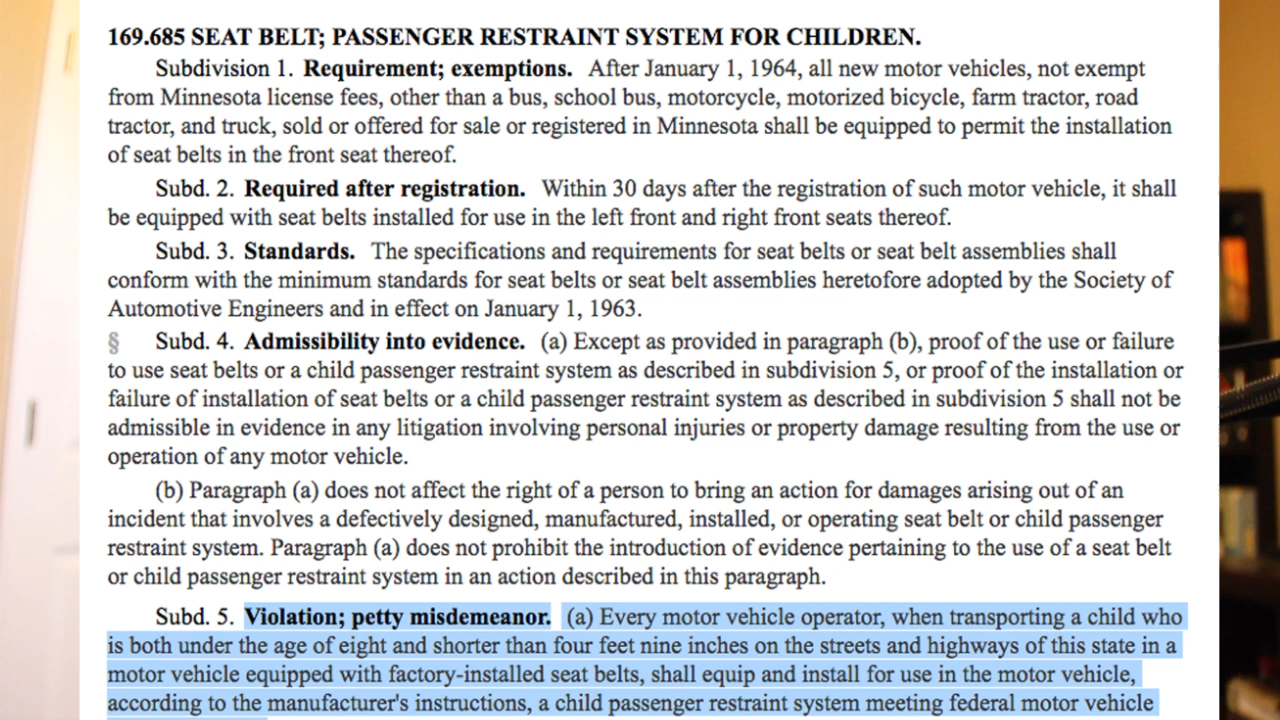 169.685 SEAT BELT; PASSENGER RESTRAINT SYSTEM FOR CHILDREN.
Subdivision 1. Requirement; exemptions. After January 1, 1964, all new motor vehicles, not exempt
from Minnesota license fees, other than a bus, school bus, motorcycle, motorized bicycle, farm tractor, road
tractor, and truck, sold or offered for sale or registered in Minnesota shall be equipped to permit the installation
of seat belts in the front seat thereof.
Subd. 2. Required after registration. Within 30 days after the registration of such motor vehicle, it shall
be equipped with seat belts installed for use in the left front and right front seats thereof.
Subd. 3. Standards. The specifications and requirements for seat belts or seat belt assemblies shall
conform with the minimum standards for seat belts or seat belt assemblies heretofore adopted by the Society of
Automotive Engineers and in effect on January 1, 1963.
§ Subd. 4. Admissibility into evidence. (a) Except as provided in paragraph (b), proof of the use or failure
to use seat belts or a child passenger restraint system as described in subdivision 5, or proof of the installation or
failure of installation of seat belts or a child passenger restraint system as described in subdivision 5 shall not be
admissible in evidence in any litigation involving personal injuries or property damage resulting from the use or
operation of any motor vehicle.
(b) Paragraph (a) does not affect the right of a person to bring an action for damages arising out of an
incident that involves a defectively designed, manufactured, installed, or operating seat belt or child passenger
restraint system. Paragraph (a) does not prohibit the introduction of evidence pertaining to the use of a seat belt
or child passenger restraint system in an action described in this paragraph.
Subd. 5. Violation; petty misdemeanor. (a) Every motor vehicle operator, when transporting a child who
is both under the age of eight and shorter than four feet nine inches on the streets and highways of this state in a
motor vehicle equipped with factory-installed seat belts, shall equip and install for use in the motor vehicle,
according to the manufacturer's instructions, a child passenger restraint system meeting federal motor vehicle